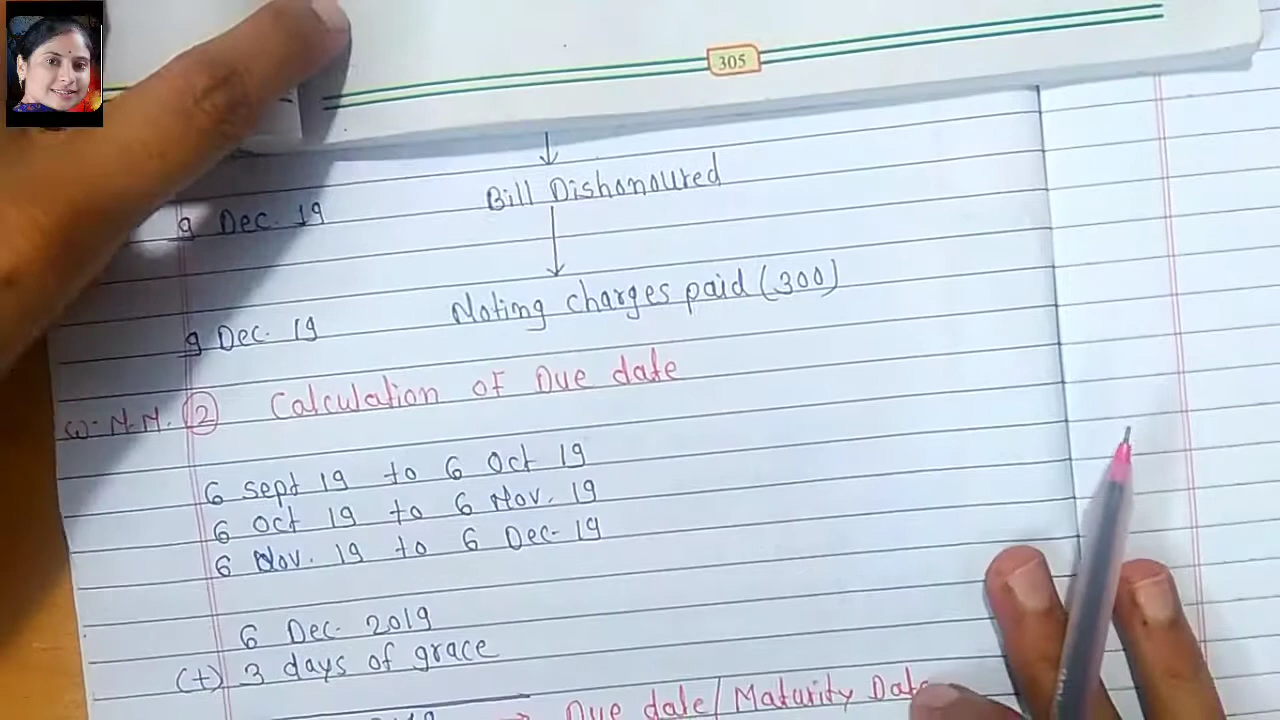 305
Bill Dishonoured
9 Dec. 19
Noting charges paid (300)
9 Dec. 19
W.N.N. 2 Calculation of Due date
6 Sept 19 to 6 Oct 19
6 Oct 19 to 6 Nov. 19
6 Nov. 19 to 6 Dec. 19
6 Dec. 2019
(+) 3 days of grace
Due date/Maturity Date